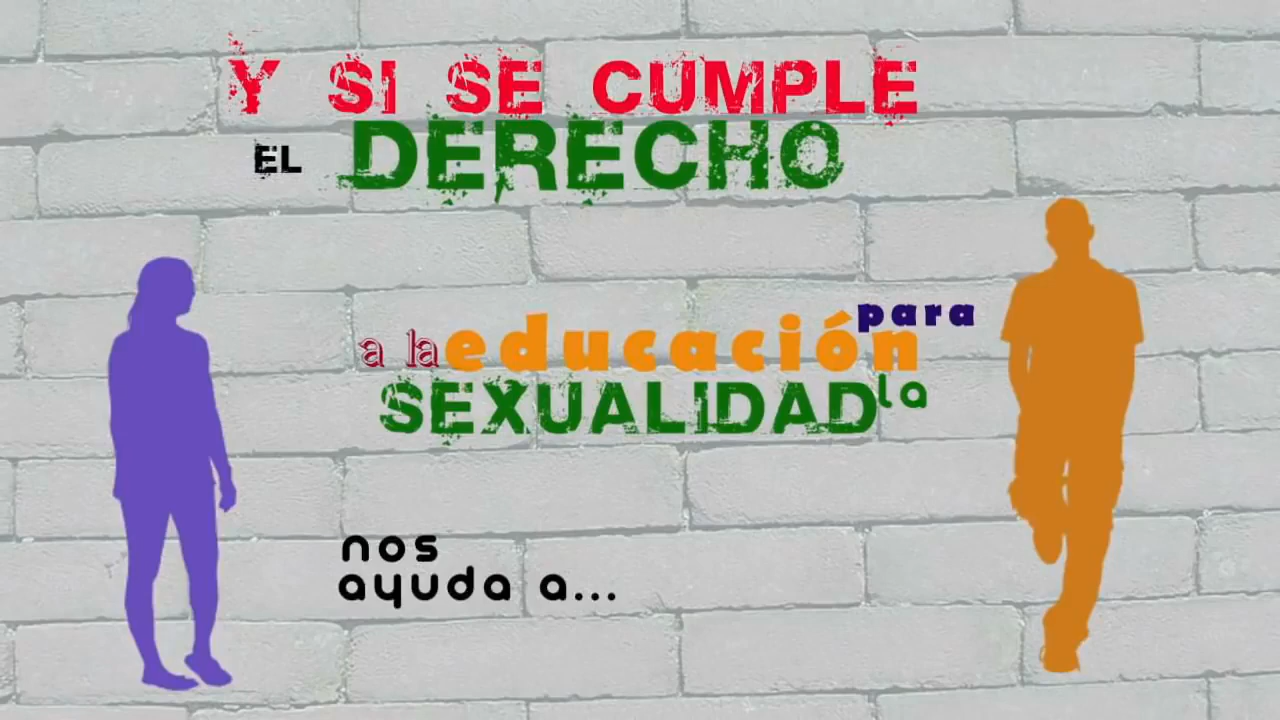 Y SI SE CUMPLE
EL DERECHO
para
a la educación
SEXUALIDAD la
nos
ayuda a...